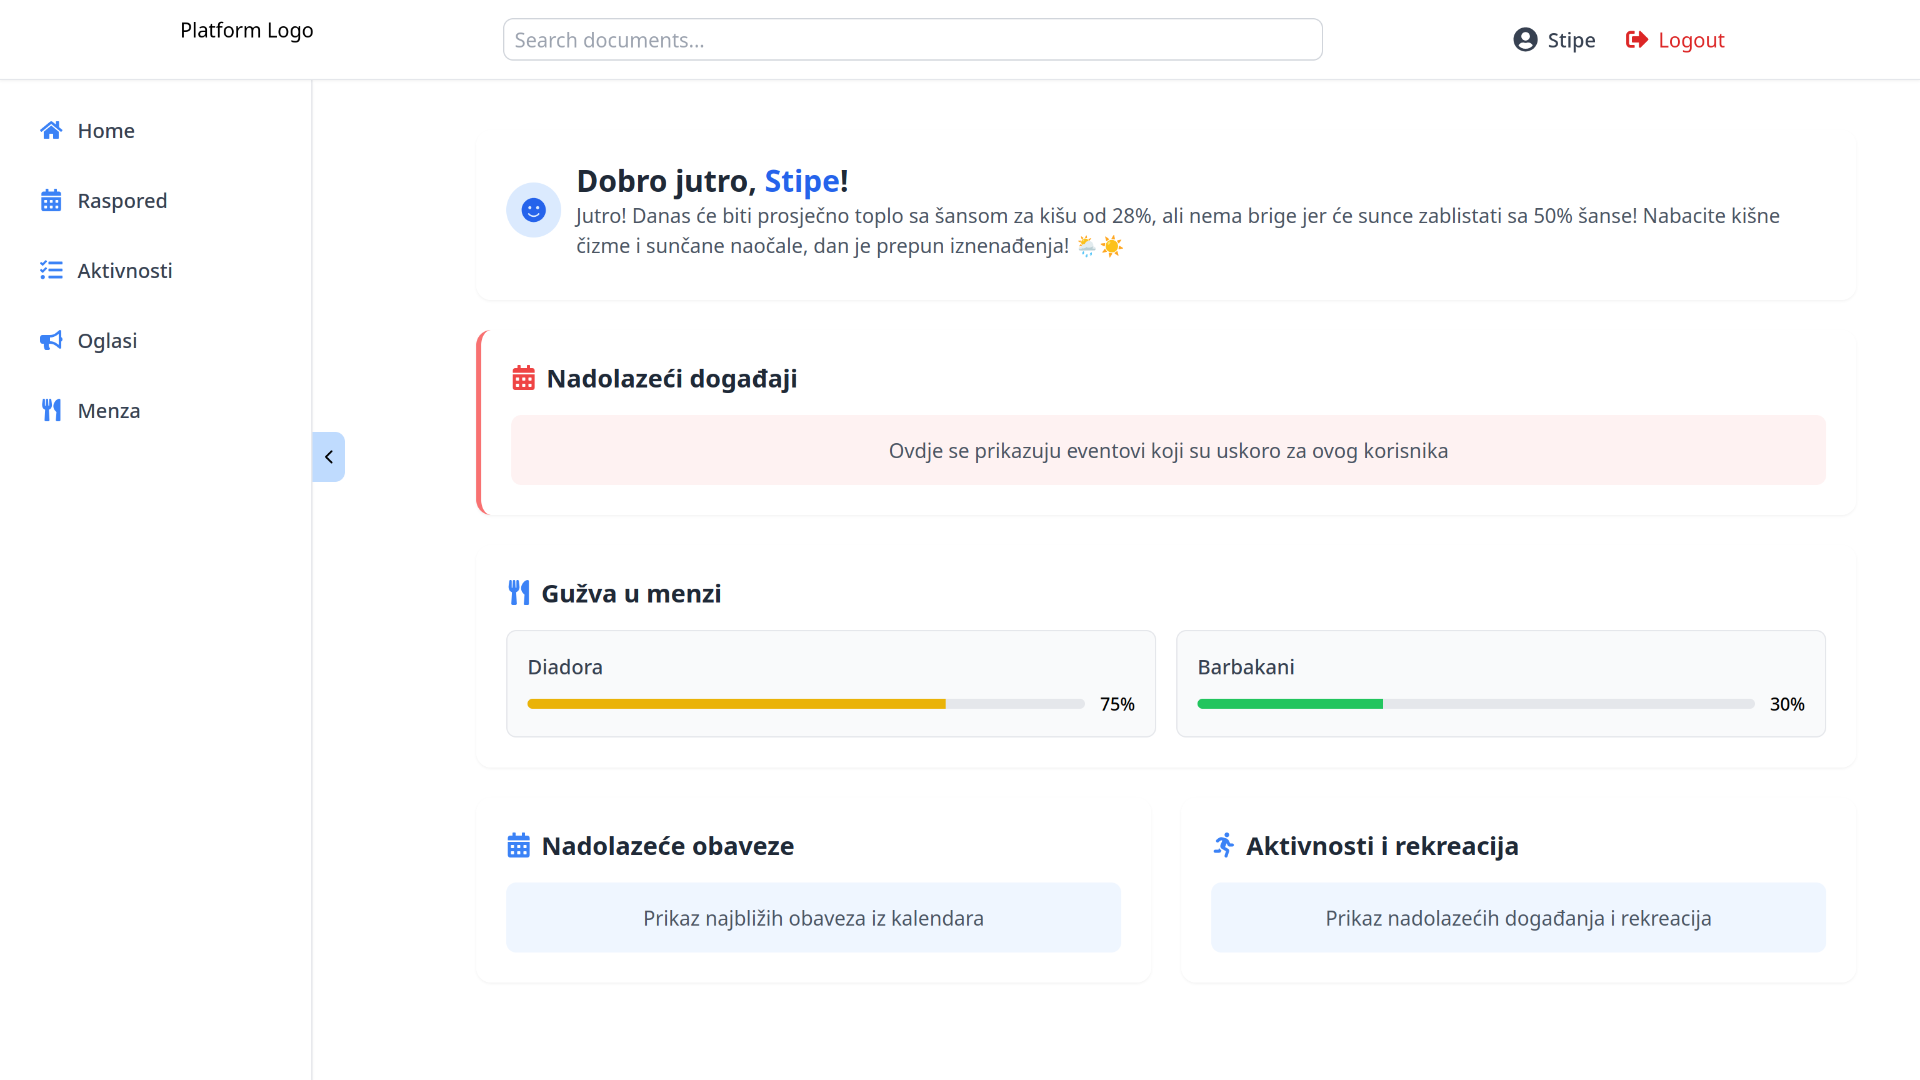 Platform Logo
Search documents...
Stipe
Logout
Home
Raspored
Aktivnosti
Oglasi
Menza
Dobro jutro, Stipe!
Jutro! Danas će biti prosječno toplo sa šansom za kišu od 28%, ali nema brige jer će sunce zablistati sa 50% šanse! Nabacite kišne
čizme i sunčane naočale, dan je prepun iznenađenja! 🌦️☀️
Nadolazeći događaji
Ovdje se prikazuju eventovi koji su uskoro za ovog korisnika
Gužva u menzi
Diadora
75%
Barbakani
30%
Nadolazeće obaveze
Prikaz najbližih obaveza iz kalendara
Aktivnosti i rekreacija
Prikaz nadolazećih događanja i rekreacija